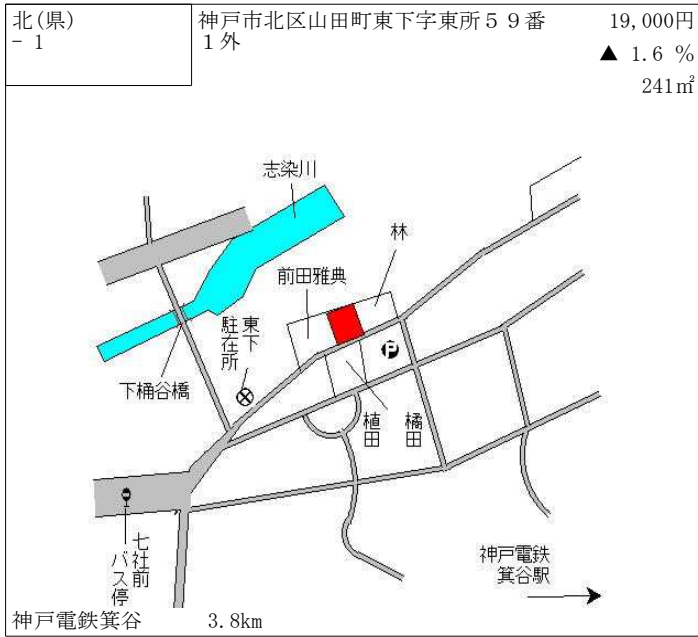 北(県)
- 1
神戸市北区山田町東下字東所５９番
１外
19,000円
▲ 1.6 %
241㎡
志染川
林
前田雅典
東下
駐在所
下桶谷橋
P
植田
橘田
七社前
バス停
神戸電鉄
箕谷駅
神戸電鉄箕谷
3.8km